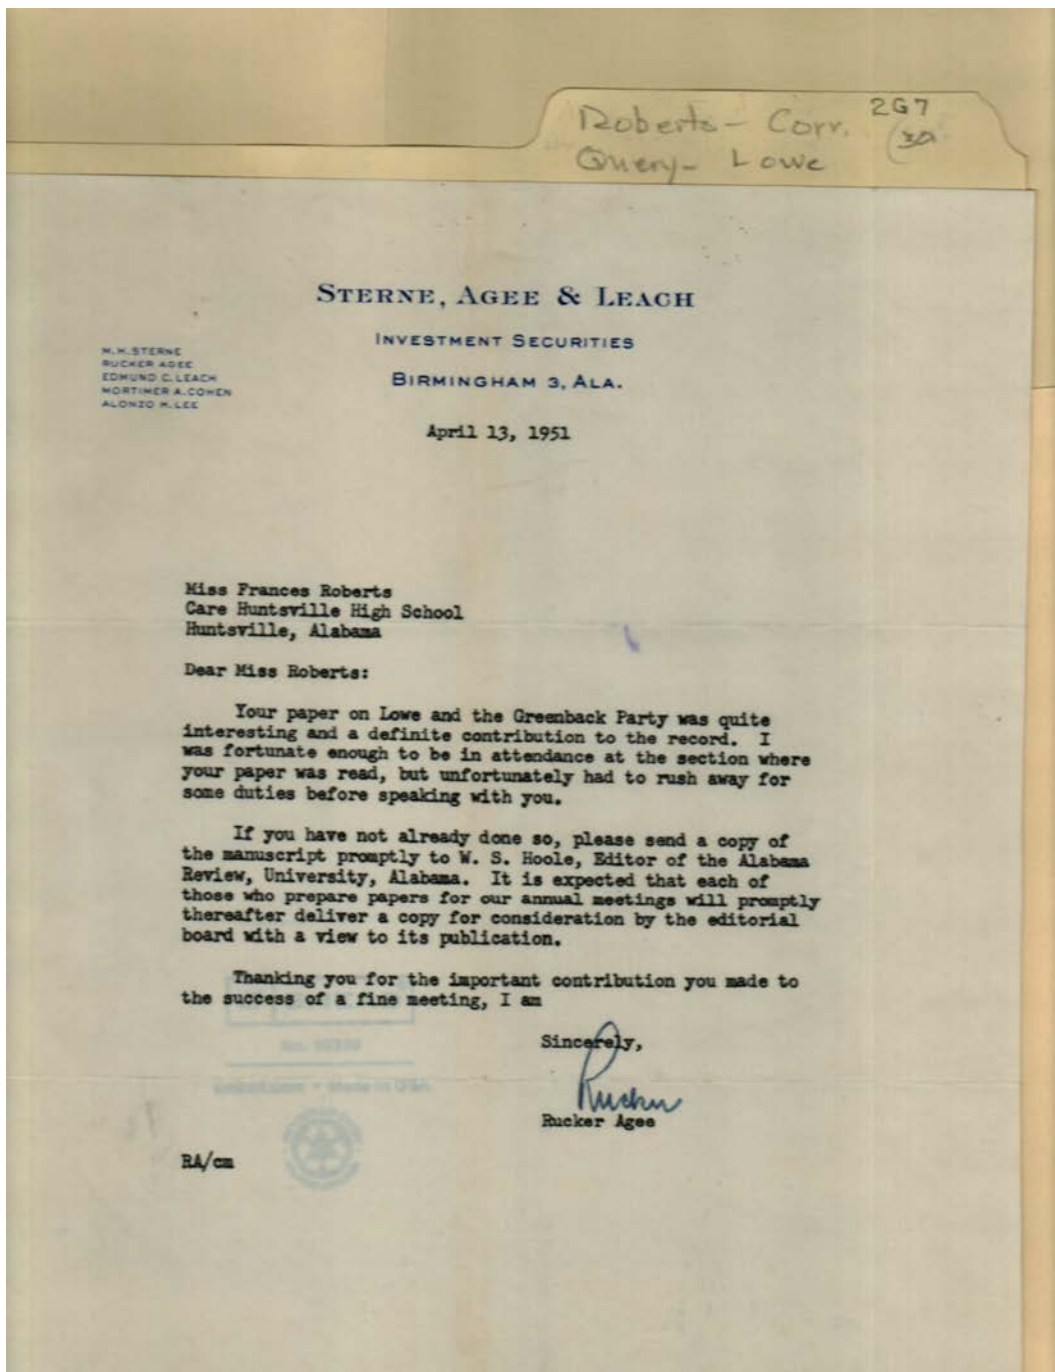 Roberts - Corr. 2G7
Query - Lowe
STERNE, AGEE & LEACH
INVESTMENT SECURITIES
BIRMINGHAM 3, ALA.
M.H.STERNE
RUCKER AGEE
EDMUND C. LEACH
MORTIMER A. COHEN
ALONZO H. LEE
April 13, 1951
Miss Frances Roberts
Care Huntsville High School
Huntsville, Alabama
Dear Miss Roberts:
Your paper on Lowe and the Greenback Party was quite
interesting and a definite contribution to the record. I
was fortunate enough to be in attendance at the section where
your paper was read, but unfortunately had to rush away for
some duties before speaking with you.
If you have not already done so, please send a copy of
the manuscript promptly to W. S. Hoole, Editor of the Alabama
Review, University, Alabama. It is expected that each of
those who prepare papers for our annual meetings will promptly
thereafter deliver a copy for consideration by the editorial
board with a view to its publication.
Thanking you for the important contribution you made to
the success of a fine meeting, I am
Sincerely,
Rucker
Rucker Agee
RA/cm